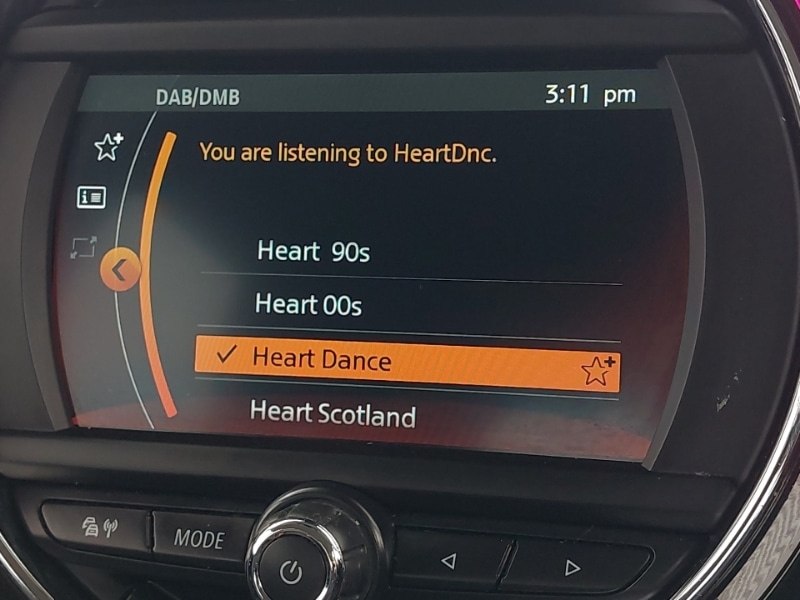 DAB/DMB 3:11 pm
You are listening to HeartDnc.
Heart 90s
Heart 00s
Heart Dance
Heart Scotland
MODE